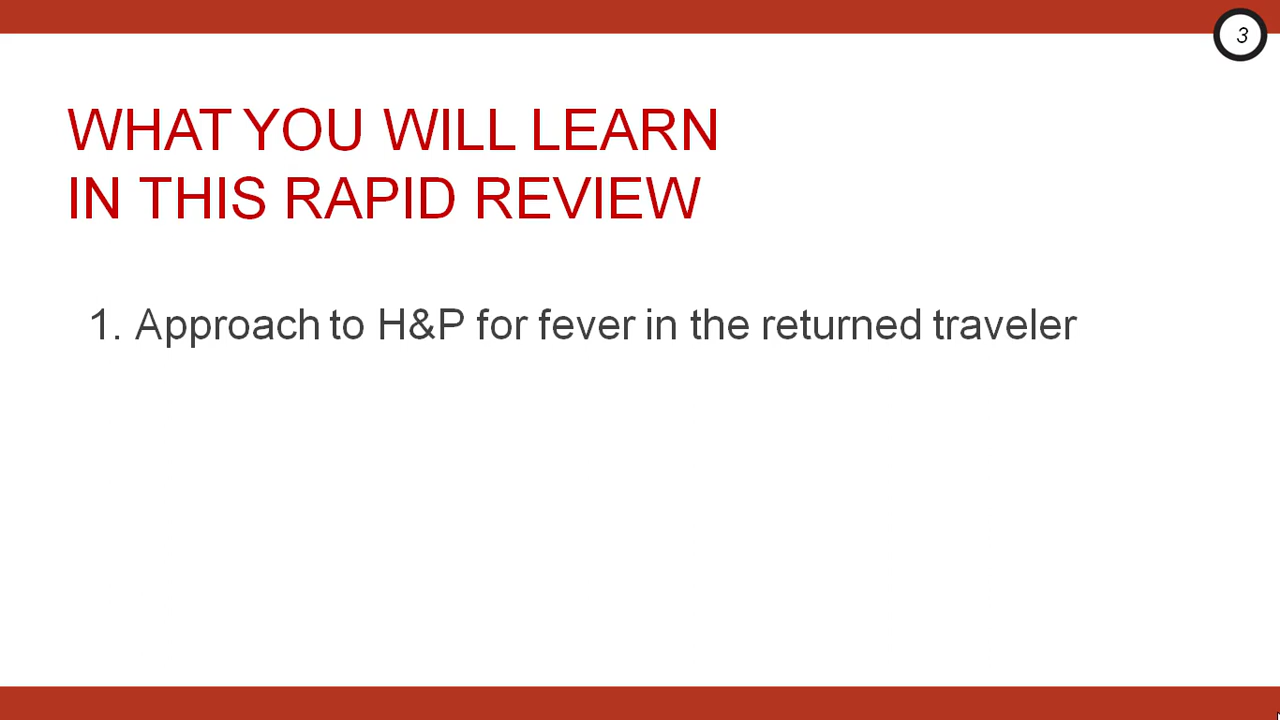 3
WHAT YOU WILL LEARN
IN THIS RAPID REVIEW
1. Approach to H&P for fever in the returned traveler